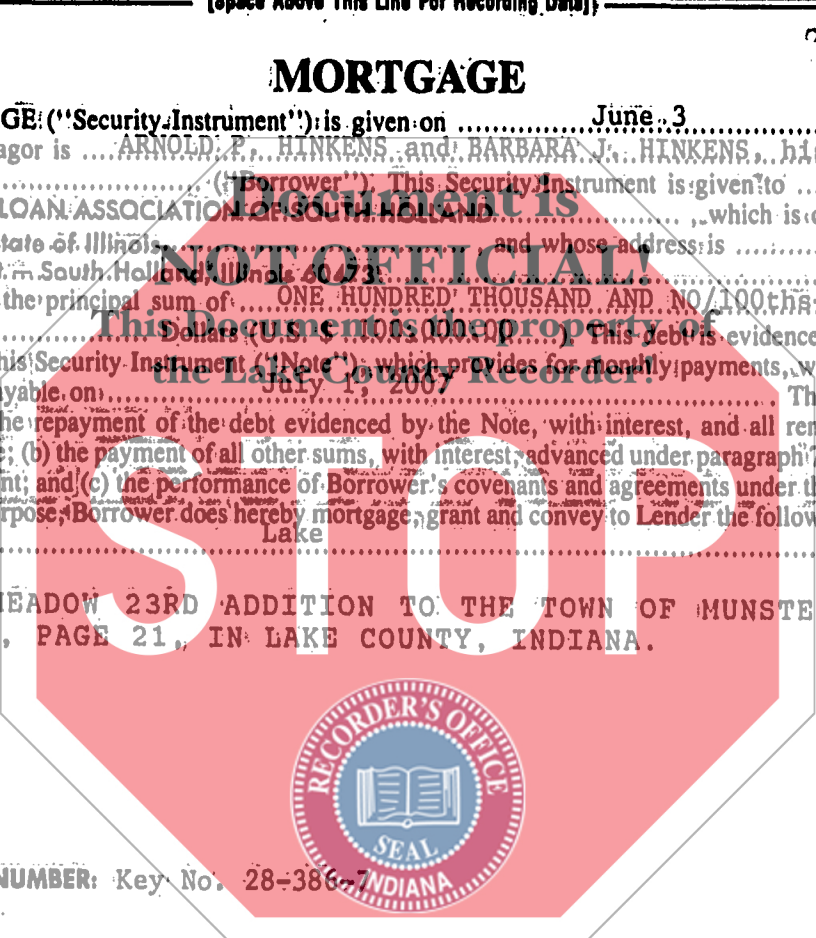 [Space Above This Line For Recording Data]
MORTGAGE
GE ("Security Instrument") is given on .................... June 3
agor is .... ARNOLD P. HINKENS and BARBARA J. HINKENS, hi
("Borrower"). This Security Instrument is given to ...
LOAN ASSOCIATION OF SOUTH HOLLAND ........................ , which is
Document is
tate of Illinois ........................ and whose address is ....
South Holland, Illinois 60473
NOT OFFICIAL!
the principal sum of ... ONE HUNDRED THOUSAND AND NO/100ths
Dollars (U.S. $ 100,000.00 ....). This debt is evidence
This Document is the property of
his Security Instrument ("Note"), which provides for monthly payments, w
the Lake County Recorder!
yable on ................ July 1, 2007 ........................ Th
he repayment of the debt evidenced by the Note, with interest, and all ren
; (b) the payment of all other sums, with interest, advanced under paragraph 7
nt; and (c) the performance of Borrower's covenants and agreements under th
rpose, Borrower does hereby mortgage, grant and convey to Lender the follow
Lake
STOP
MEADOW 23RD ADDITION TO THE TOWN OF MUNSTE
, PAGE 21, IN LAKE COUNTY, INDIANA.
RECORDER'S OFFICE
SEAL
INDIANA
NUMBER: Key No. 28-386-7